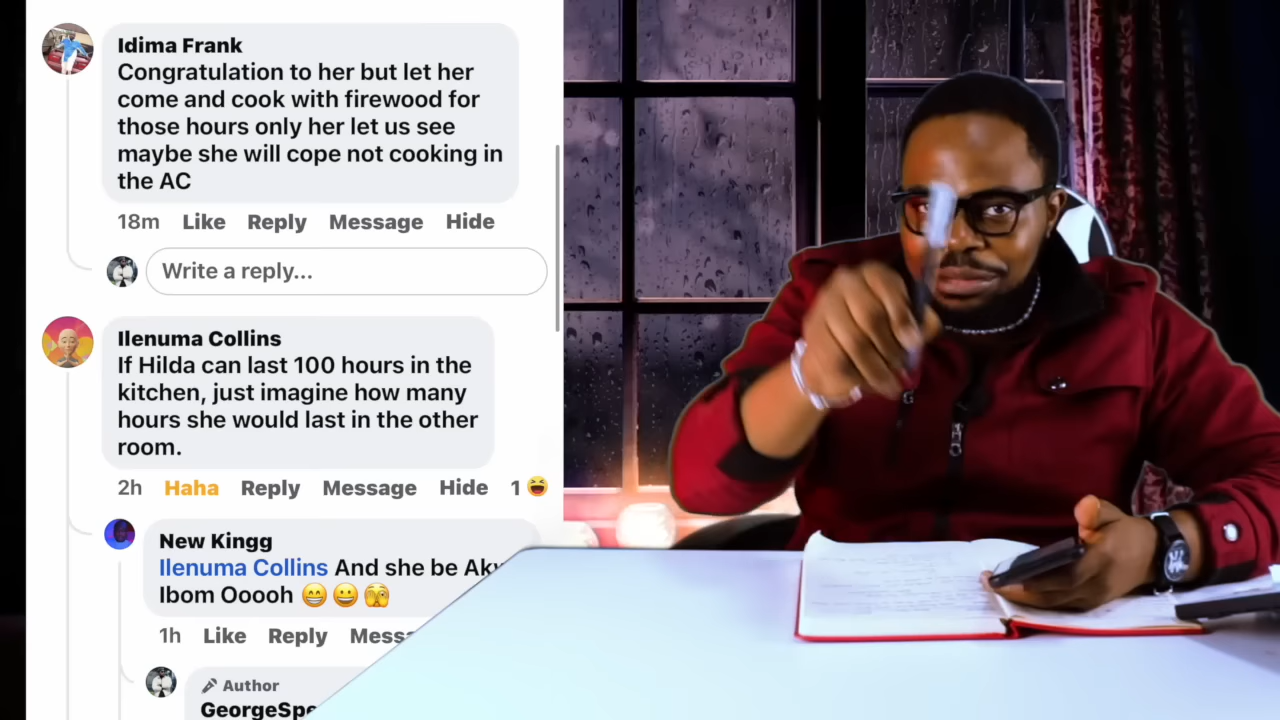 Idima Frank
Congratulation to her but let her
come and cook with firewood for
those hours only her let us see
maybe she will cope not cooking in
the AC
18m Like Reply Message Hide
Write a reply...
Ilenuma Collins
If Hilda can last 100 hours in the
kitchen, just imagine how many
hours she would last in the other
room.
2h Haha Reply Message Hide 1 😆
New Kingg
Ilenuma Collins And she be
Ibom Ooooh 😁😀🫣
1h Like Reply
Author